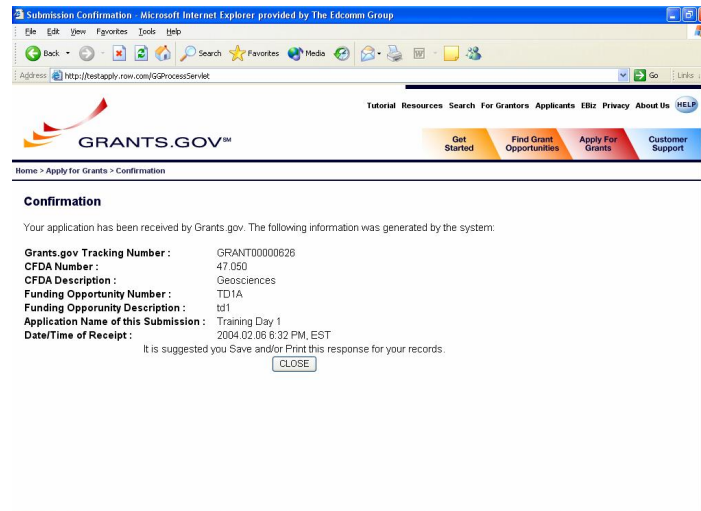 Submission Confirmation - Microsoft Internet Explorer provided by The Edcomm Group
File Edit View Favorites Tools Help
Back Search Favorites Media
Address http://testapply.row.com/GGProcessServlet Go Links
Tutorial Resources Search For Grantors Applicants EBiz Privacy About Us HELP
GRANTS.GOV SM
Get Started Find Grant Opportunities Apply For Grants Customer Support
Home > Apply for Grants > Confirmation
Confirmation
Your application has been received by Grants.gov. The following information was generated by the system:
Grants.gov Tracking Number : GRANT00000626
CFDA Number : 47.050
CFDA Description : Geosciences
Funding Opportunity Number : TD1A
Funding Opporunity Description : td1
Application Name of this Submission : Training Day 1
Date/Time of Receipt : 2004.02.06 6:32 PM, EST
It is suggested you Save and/or Print this response for your records.
CLOSE